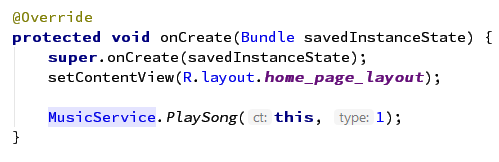 @Override
protected void onCreate(Bundle savedInstanceState) {
super.onCreate(savedInstanceState);
setContentView(R.layout.home_page_layout);
MusicService.PlaySong( ct: this, type: 1);
}